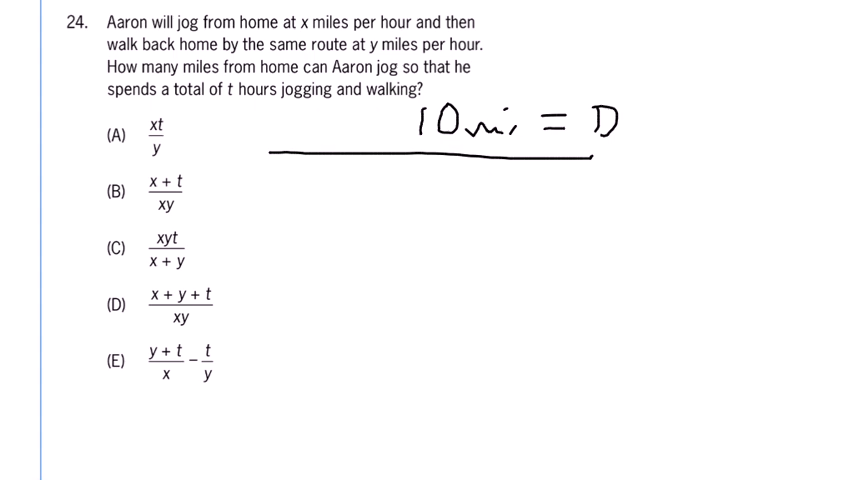 24. Aaron will jog from home at x miles per hour and then
walk back home by the same route at y miles per hour.
How many miles from home can Aaron jog so that he
spends a total of t hours jogging and walking?
10mi, = D
(A) xt
y
(B) x + t
xy
(C) xyt
x + y
(D) x + y + t
xy
(E) y + t – t
x y